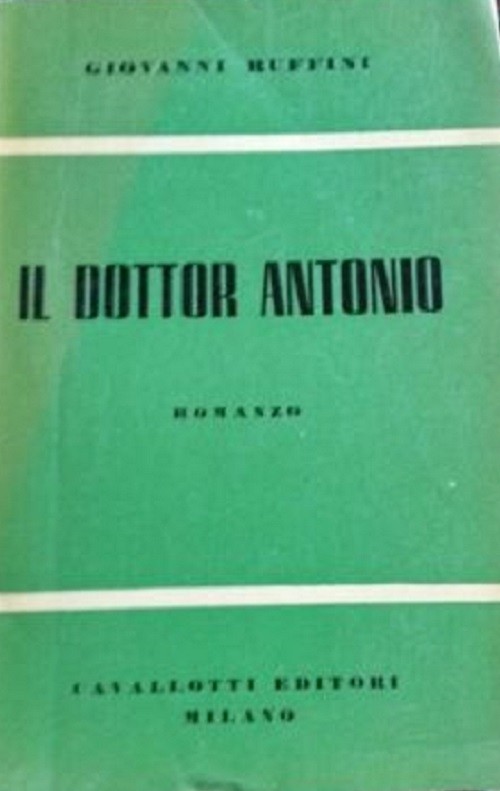 GIOVANNI RUFFINI
IL DOTTOR ANTONIO
ROMANZO
CAVALLOTTI EDITORI
MILANO